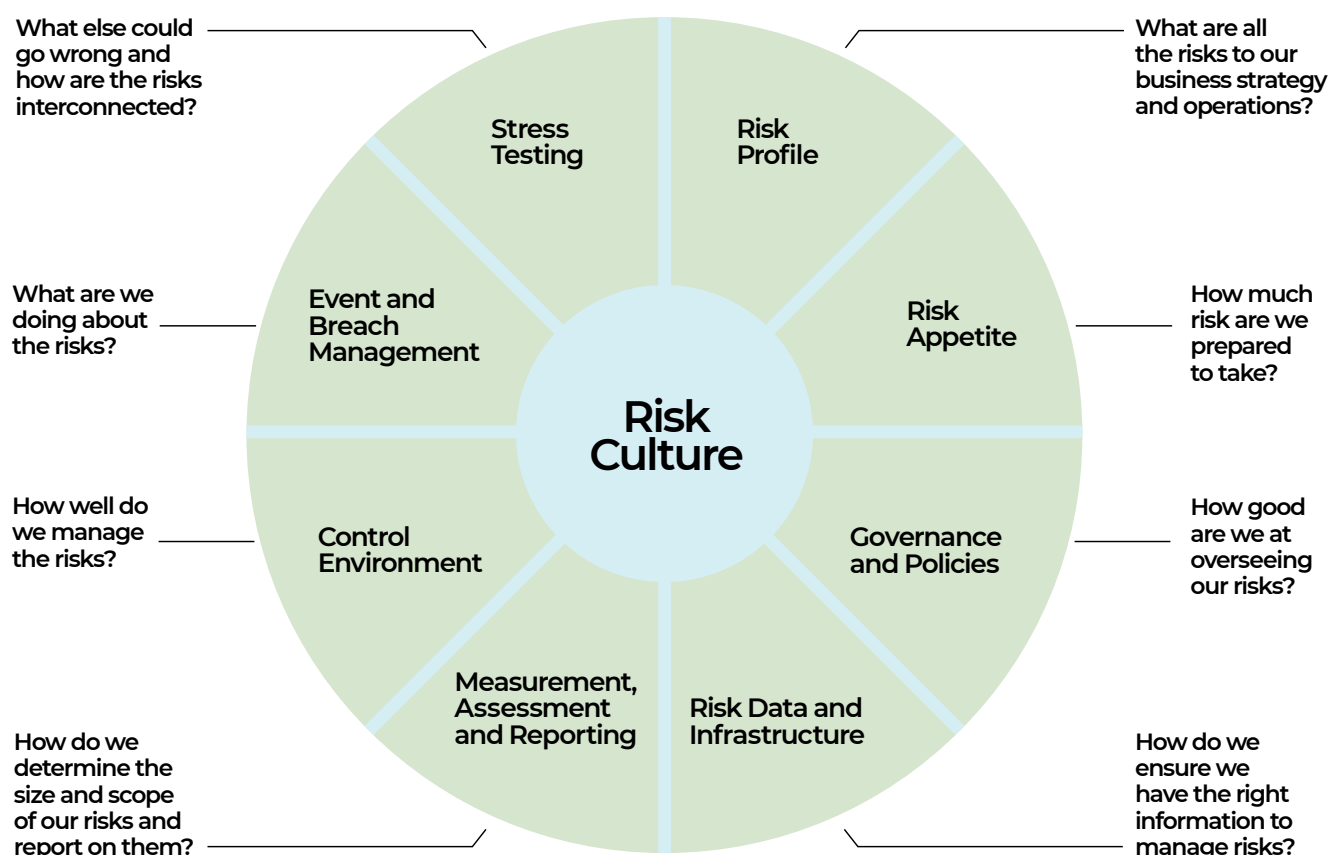 What else could
go wrong and
how are the risks
interconnected?
What are all
the risks to our
business strategy
and operations?
Stress
Testing
Risk
Profile
What are we
doing about
the risks?
Event and
Breach
Management
Risk
Appetite
How much
risk are we
prepared
to take?
Risk
Culture
How well do
we manage
the risks?
Control
Environment
Governance
and Policies
How good
are we at
overseeing
our risks?
Measurement,
Assessment
and Reporting
Risk Data and
Infrastructure
How do we
determine the
size and scope
of our risks and
report on them?
How do we
ensure we
have the right
information to
manage risks?